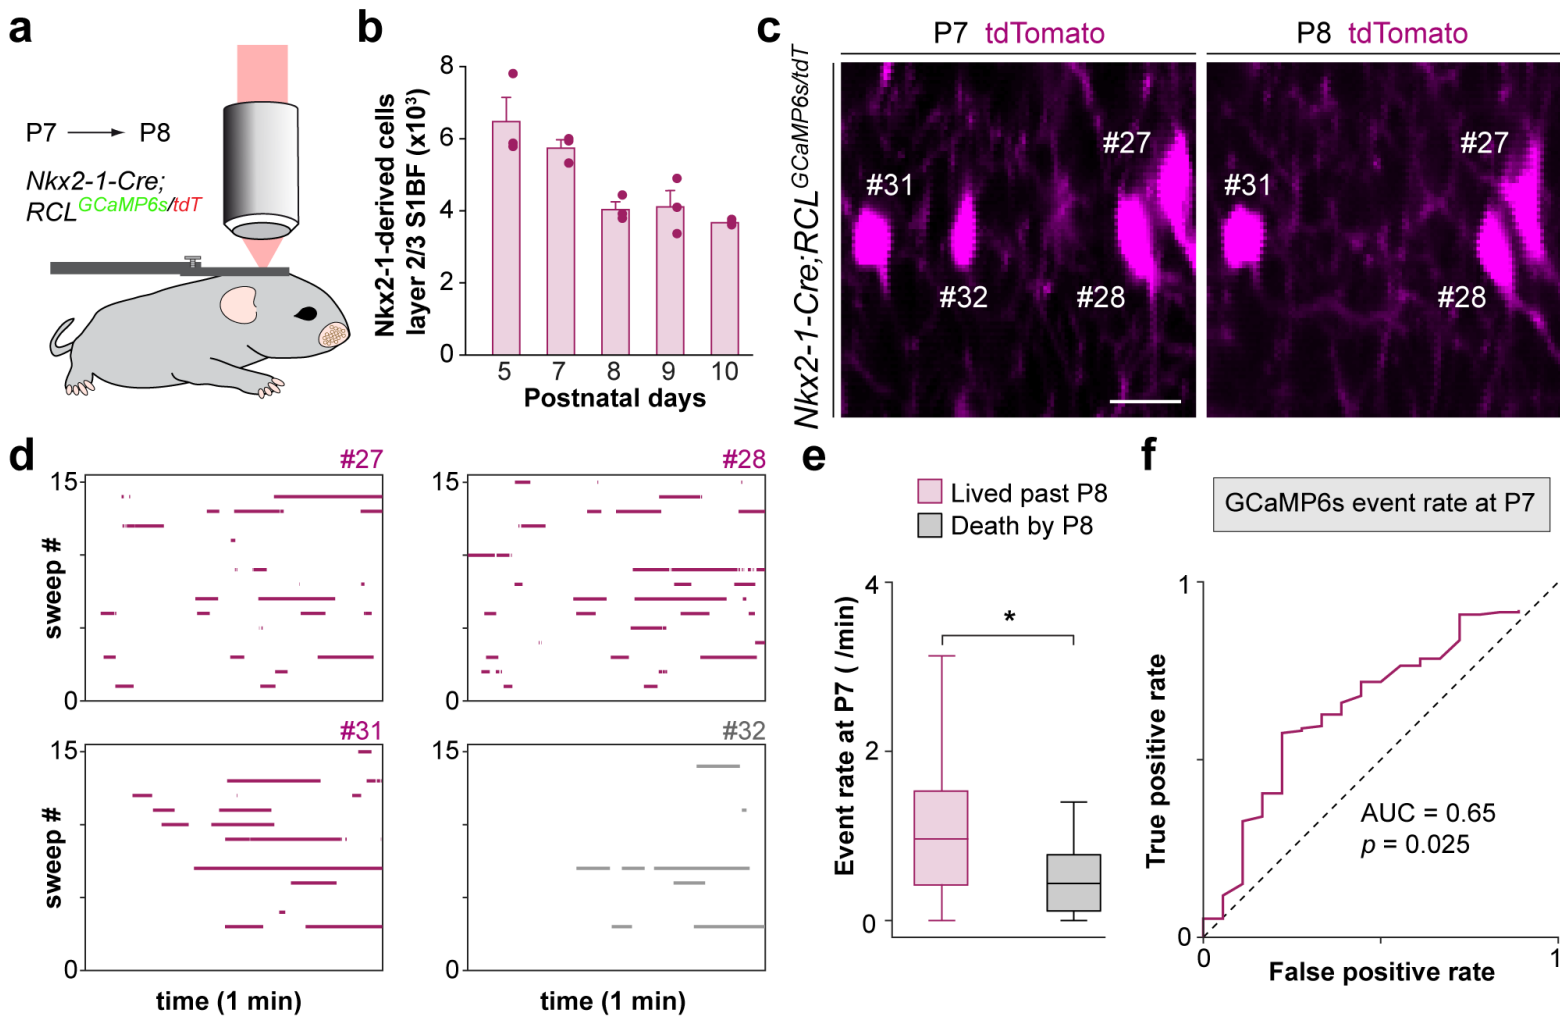 a
P7 → P8
Nkx2-1-Cre;
RCL^GCaMP6s/tdT
b
Nkx2-1-derived cells
layer 2/3 S1BF (x10³)
8
6
4
2
0
5 7 8 9 10
Postnatal days
c
P7 tdTomato
P8 tdTomato
Nkx2-1-Cre;RCL^GCaMP6s/tdT
#27
#31
#32
#28
#27
#31
#28
d
#27
15
sweep #
0
#28
15
0
#31
15
sweep #
0
time (1 min)
#32
15
0
time (1 min)
e
Lived past P8
Death by P8
Event rate at P7 ( /min)
4
2
0
*
f
GCaMP6s event rate at P7
True positive rate
1
0
AUC = 0.65
p = 0.025
0
1
False positive rate